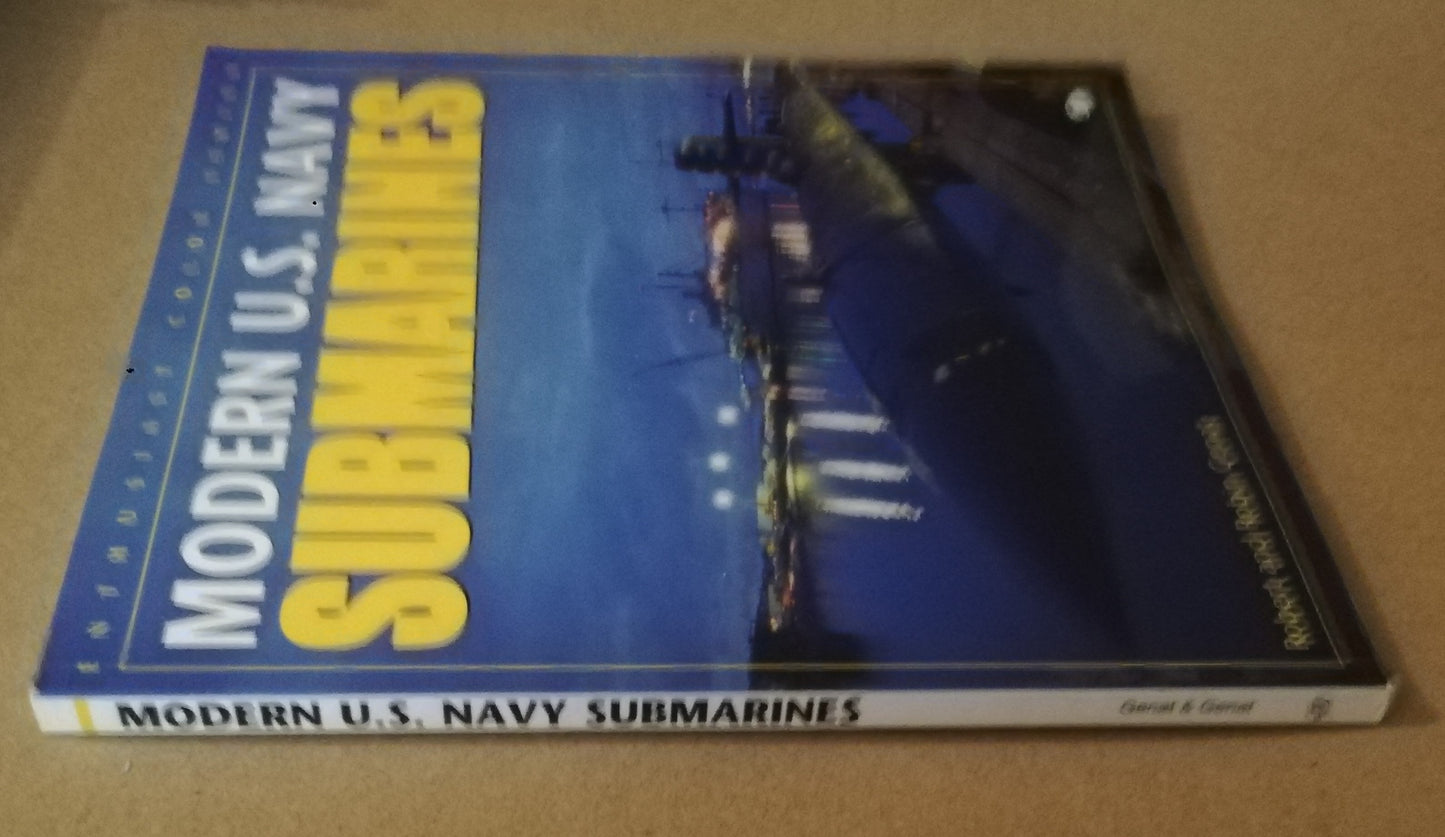 ENTHUSIAST COLOR SERIES
MODERN U.S. NAVY
SUBMARINES
Robert and Robin Genat
MODERN U.S. NAVY SUBMARINES
Genat & Genat